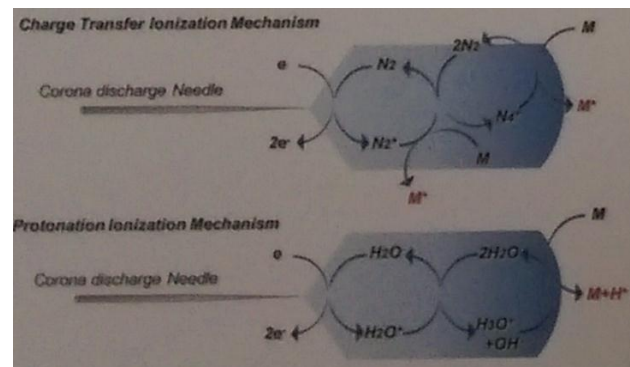 Charge Transfer Ionization Mechanism
M
2N2
e
N2
Corona discharge Needle
M+
N4+
2e-
N2+
M
M+
Protonation Ionization Mechanism
M
e
H2O
2H2O
Corona discharge Needle
M+H+
2e-
H2O+
H3O+
+OH